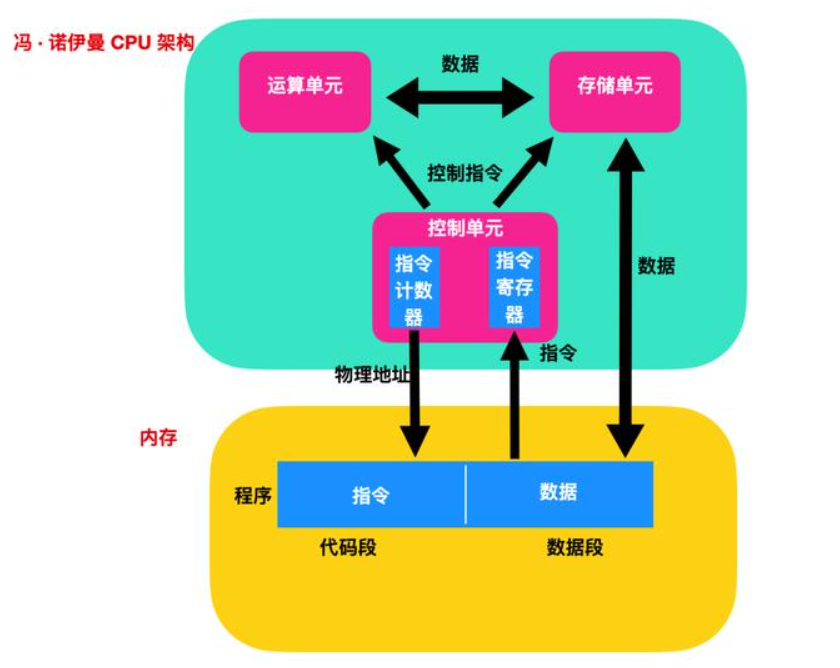 冯·诺伊曼 CPU 架构
运算单元
数据
存储单元
控制指令
控制单元
指令
计数
器
指令
寄存
器
数据
指令
物理地址
内存
程序
指令
数据
代码段
数据段